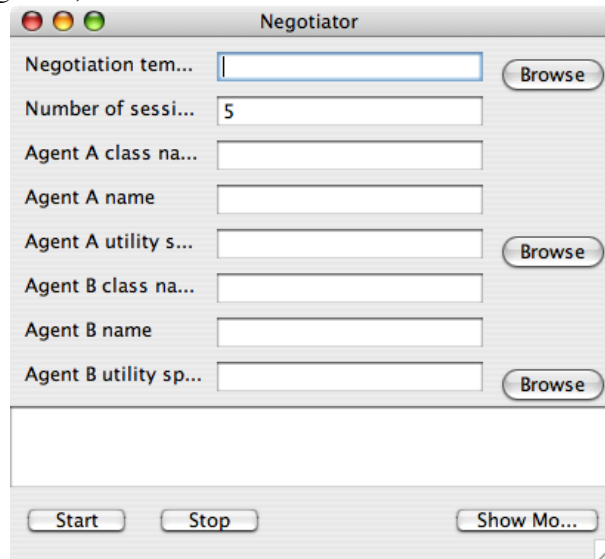 Negotiator
Negotiation tem... Browse
Number of sessi... 5
Agent A class na...
Agent A name
Agent A utility s... Browse
Agent B class na...
Agent B name
Agent B utility sp... Browse
Start Stop Show Mo...